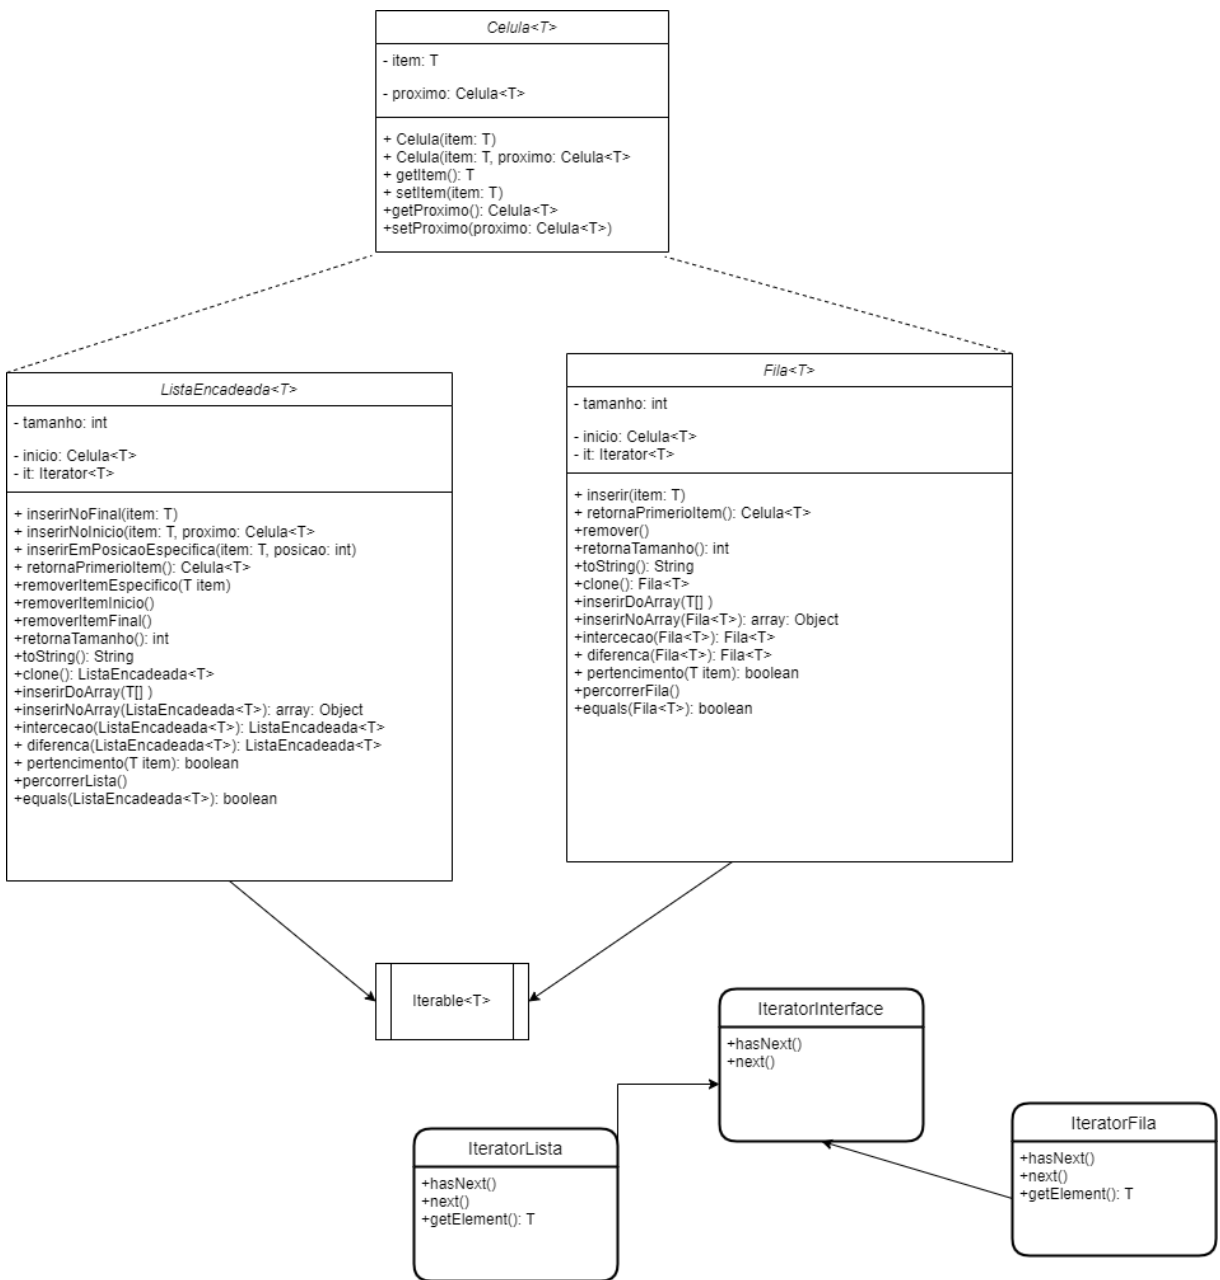 Celula<T>
- item: T
- proximo: Celula<T>
+ Celula(item: T)
+ Celula(item: T, proximo: Celula<T>
+ getItem(): T
+ setItem(item: T)
+getProximo(): Celula<T>
+setProximo(proximo: Celula<T>)
ListaEncadeada<T>
- tamanho: int
- inicio: Celula<T>
- it: Iterator<T>
+ inserirNoFinal(item: T)
+ inserirNoInicio(item: T, proximo: Celula<T>
+ inserirEmPosicaoEspecifica(item: T, posicao: int)
+ retornaPrimerioItem(): Celula<T>
+removerItemEspecifico(T item)
+removerItemInicio()
+removerItemFinal()
+retornaTamanho(): int
+toString(): String
+clone(): ListaEncadeada<T>
+inserirDoArray(T[] )
+inserirNoArray(ListaEncadeada<T>): array: Object
+intercecao(ListaEncadeada<T>): ListaEncadeada<T>
+ diferenca(ListaEncadeada<T>): ListaEncadeada<T>
+ pertencimento(T item): boolean
+percorrerLista()
+equals(ListaEncadeada<T>): boolean
Fila<T>
- tamanho: int
- inicio: Celula<T>
- it: Iterator<T>
+ inserir(item: T)
+ retornaPrimerioItem(): Celula<T>
+remover()
+retornaTamanho(): int
+toString(): String
+clone(): Fila<T>
+inserirDoArray(T[] )
+inserirNoArray(Fila<T>): array: Object
+intercecao(Fila<T>): Fila<T>
+ diferenca(Fila<T>): Fila<T>
+ pertencimento(T item): boolean
+percorrerFila()
+equals(Fila<T>): boolean
Iterable<T>
IteratorInterface
+hasNext()
+next()
IteratorLista
+hasNext()
+next()
+getElement(): T
IteratorFila
+hasNext()
+next()
+getElement(): T